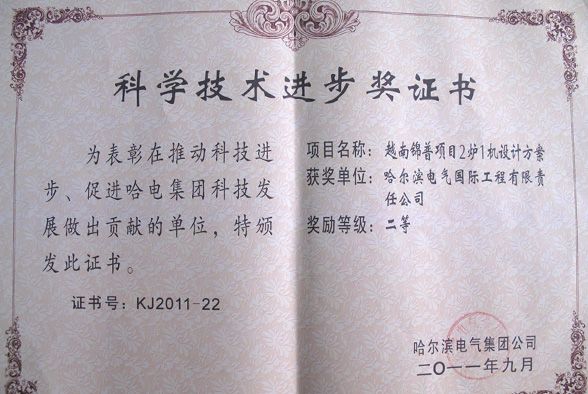 科学技术进步奖证书
为表彰在推动科技进
步、促进哈电集团科技发
展做出贡献的单位，特颁
发此证书。
证书号：KJ2011-22
项目名称：越南锦普项目2炉1机设计方案
获奖单位：哈尔滨电气国际工程有限责
任公司
奖励等级：二等
哈尔滨电气集团公司
二〇一一年九月